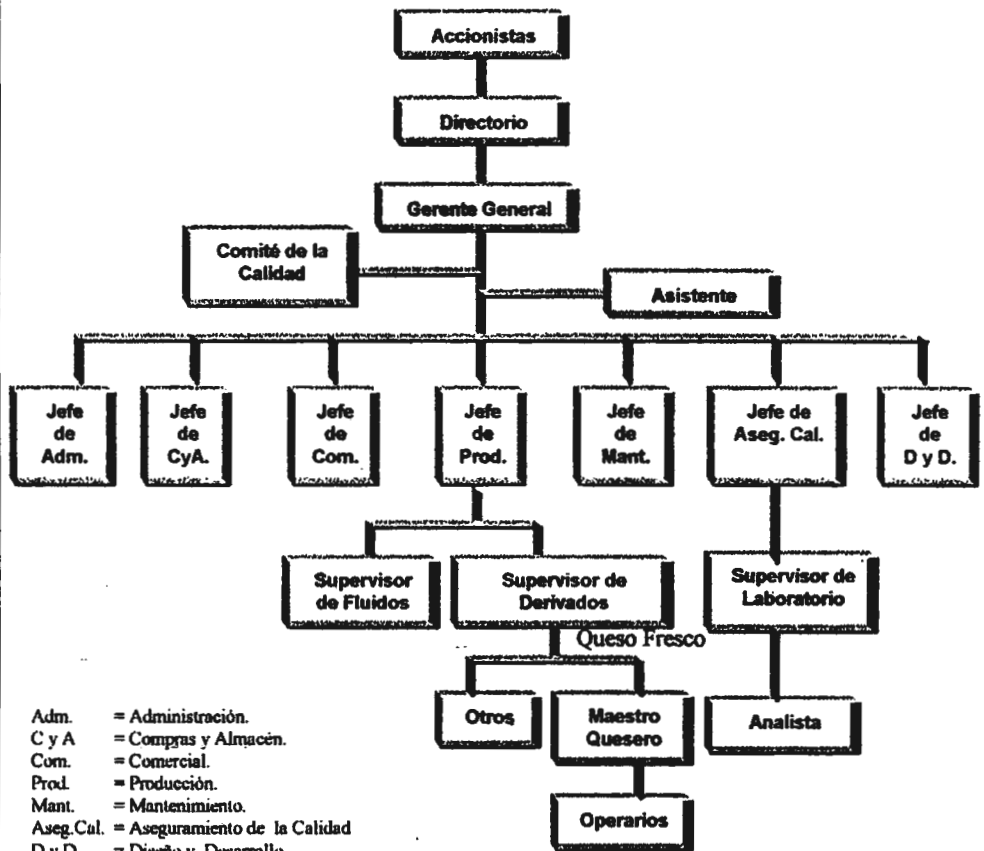 Accionistas
Directorio
Gerente General
Comité de la
Calidad
Asistente
Jefe
de
Adm.
Jefe
de
CyA.
Jefe
de
Com.
Jefe
de
Prod.
Jefe
de
Mant.
Jefe de
Aseg. Cal.
Jefe
de
D y D.
Supervisor
de Fluidos
Supervisor de
Derivados
Supervisor de
Laboratorio
Queso Fresco
Otros
Maestro
Quesero
Analista
Operarios
Adm. = Administración.
C y A = Compras y Almacén.
Com. = Comercial.
Prod. = Producción.
Mant. = Mantenimiento.
Aseg.Cal. = Aseguramiento de la Calidad
D y D = Diseño y Desarrollo